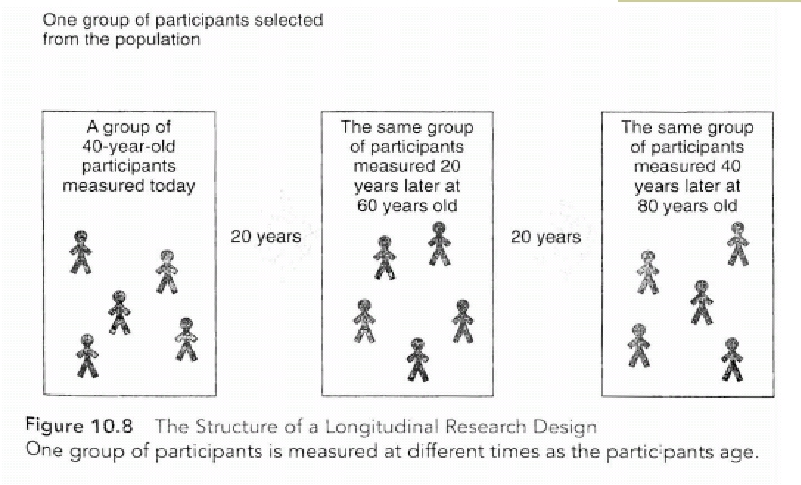 One group of participants selected
from the population
A group of
40-year-old
participants
measured today
20 years
The same group
of participants
measured 20
years later at
60 years old
20 years
The same group
of participants
measured 40
years later at
80 years old
Figure 10.8 The Structure of a Longitudinal Research Design
One group of participants is measured at different times as the participants age.